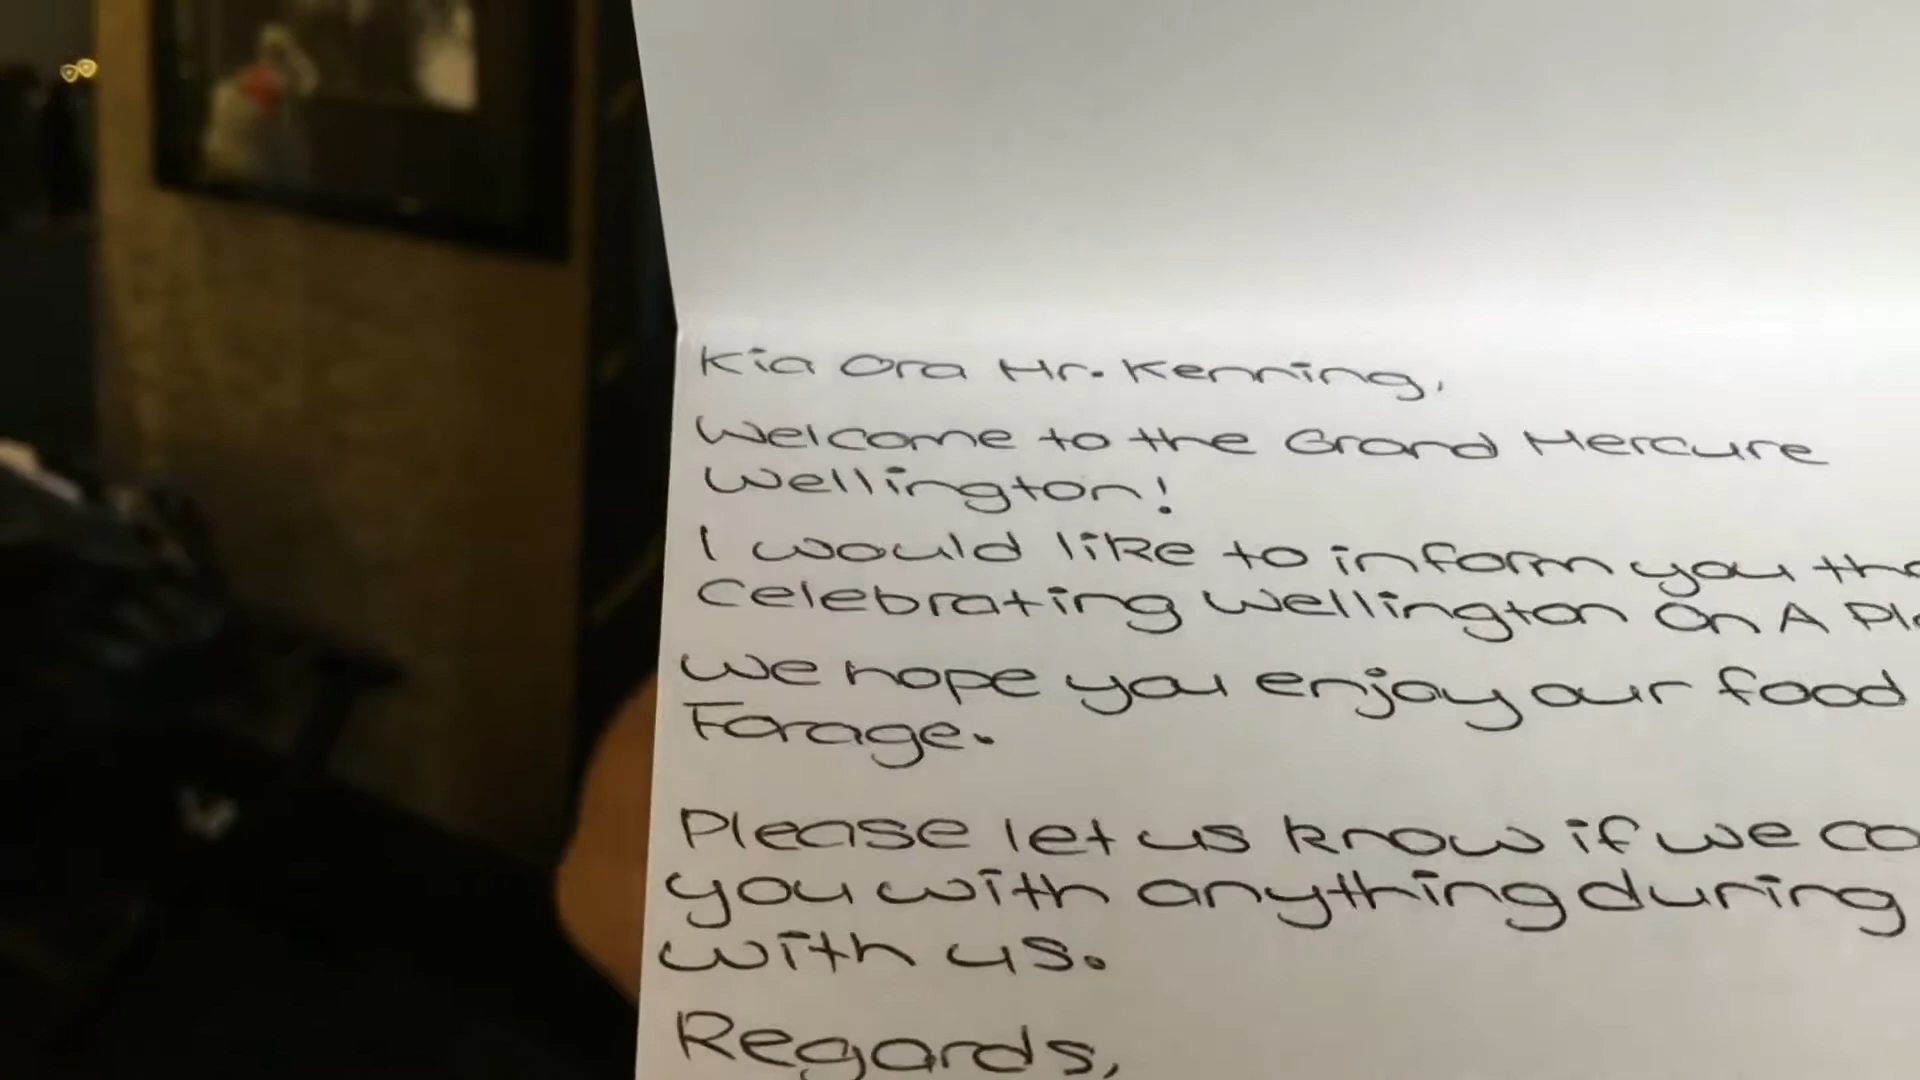 Kia Ora Mr. Kenning,
Welcome to the Grand Mercure
Wellington!
I would like to inform you
Celebrating Wellington On A
We hope you enjoy our food
Forage.
Please let us know if we
you with anything during
with us.
Regards,